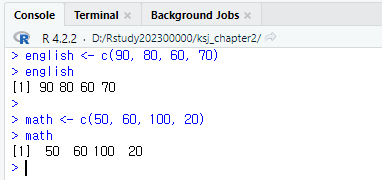 Console Terminal × Background Jobs ×
R 4.2.2 · D:/Rstudy202300000/ksj_chapter2/
> english <- c(90, 80, 60, 70)
> english
[1] 90 80 60 70
>
> math <- c(50, 60, 100, 20)
> math
[1]  50  60 100  20
>